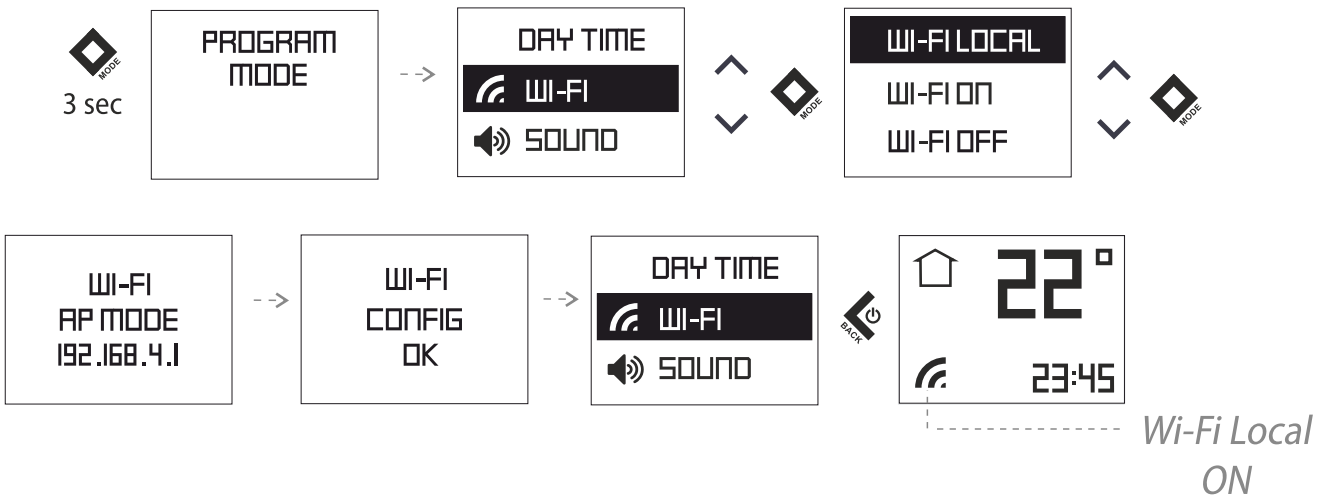 MODE
3 sec
PROGRAM
MODE
DAY TIME
WI-FI
SOUND
MODE
WI-FI LOCAL
WI-FI ON
WI-FI OFF
MODE
WI-FI
AP MODE
192.168.4.1
WI-FI
CONFIG
OK
DAY TIME
WI-FI
SOUND
BACK
22°
23:45
Wi-Fi Local
ON